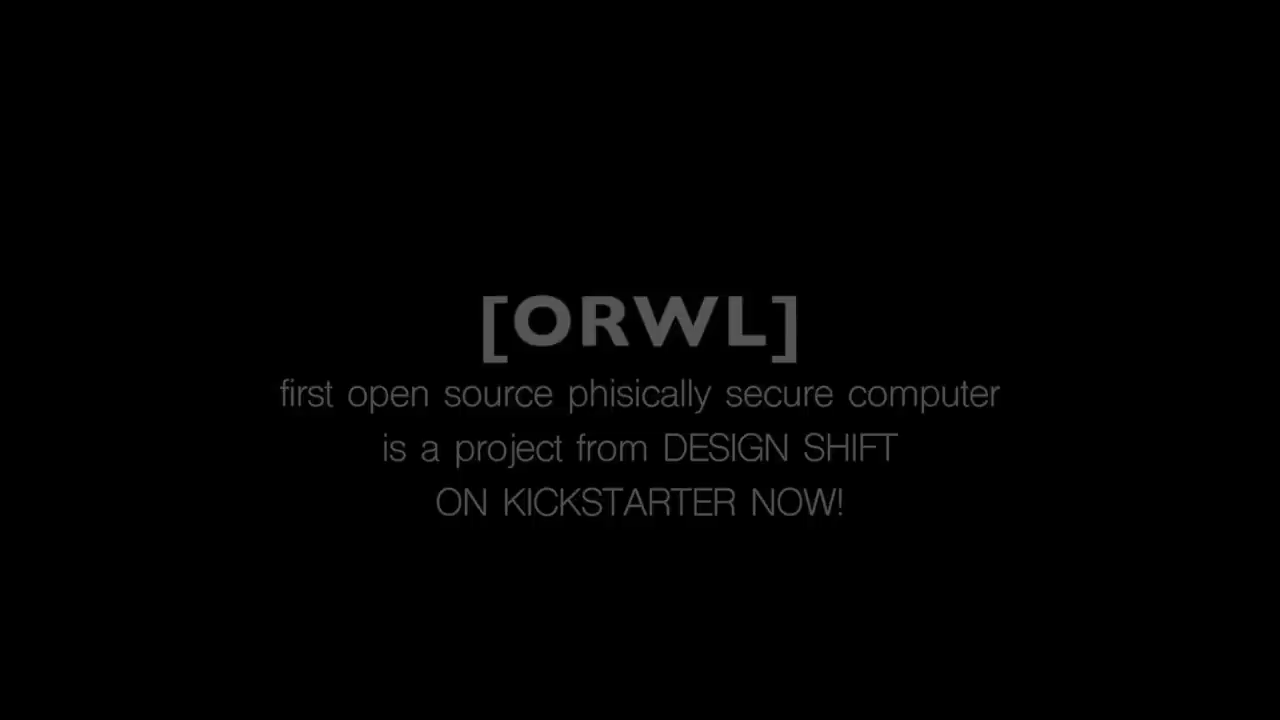 [ORWL]
first open source phisically secure computer
is a project from DESIGN SHIFT
ON KICKSTARTER NOW!